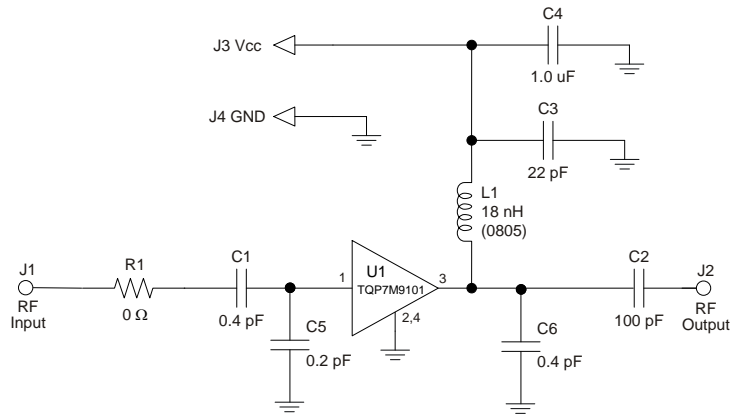 C4
J3 Vcc
1.0 uF
J4 GND
C3
22 pF
L1
18 nH
(0805)
J1
RF
Input
R1
0 Ω
C1
0.4 pF
C5
0.2 pF
1
U1
TQP7M9101
3
2,4
C6
0.4 pF
C2
100 pF
J2
RF
Output